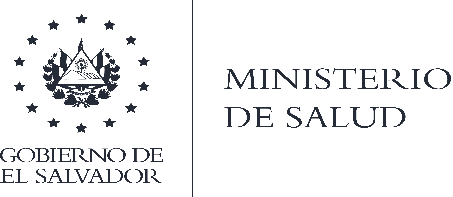 GOBIERNO DE
EL SALVADOR
MINISTERIO
DE SALUD